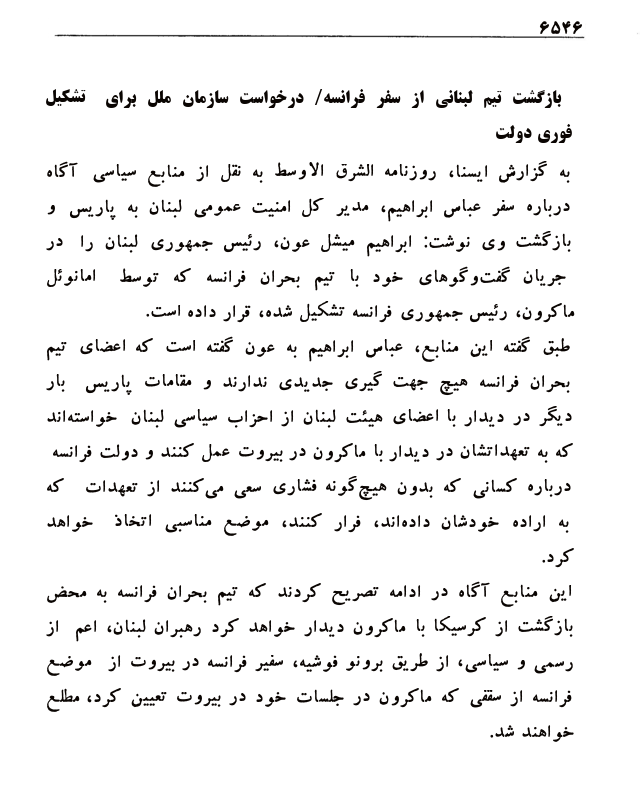 ۶۵۴۶
بازگشت تیم لبنانی از سفر فرانسه/ درخواست سازمان ملل برای تشکیل
فوری دولت
به گزارش ایسنا، روزنامه الشرق الاوسط به نقل از منابع سیاسی آگاه
درباره سفر عباس ابراهیم، مدیر کل امنیت عمومی لبنان به پاریس و
بازگشت وی نوشت: ابراهیم میشل عون، رئیس جمهوری لبنان را در
جریان گفت‌وگوهای خود با تیم بحران فرانسه که توسط امانوئل
ماکرون، رئیس جمهوری فرانسه تشکیل شده، قرار داده است.
طبق گفته این منابع، عباس ابراهیم به عون گفته است که اعضای تیم
بحران فرانسه هیچ جهت گیری جدیدی ندارند و مقامات پاریس بار
دیگر در دیدار با اعضای هیئت لبنان از احزاب سیاسی لبنان خواسته‌اند
که به تعهداتشان در دیدار با ماکرون در بیروت عمل کنند و دولت فرانسه
درباره کسانی که بدون هیچ‌گونه فشاری سعی می‌کنند از تعهدات که
به اراده خودشان داده‌اند، فرار کنند، موضع مناسبی اتخاذ خواهد
کرد.
این منابع آگاه در ادامه تصریح کردند که تیم بحران فرانسه به محض
بازگشت از کرسیکا با ماکرون دیدار خواهد کرد رهبران لبنان، اعم از
رسمی و سیاسی، از طریق برونو فوشیه، سفیر فرانسه در بیروت از موضع
فرانسه از سقفی که ماکرون در جلسات خود در بیروت تعیین کرد، مطلع
خواهند شد.